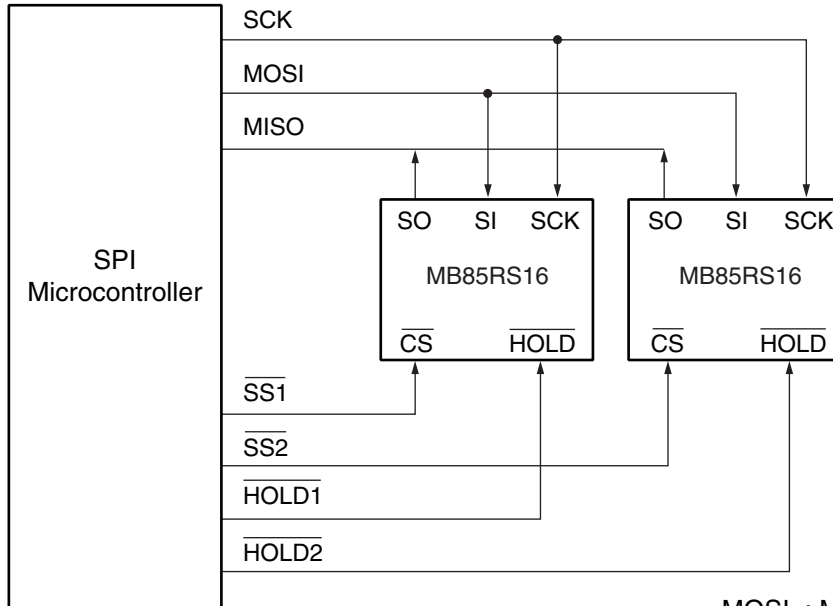 SCK
MOSI
MISO
SO SI SCK
SO SI SCK
SPI
Microcontroller
MB85RS16
MB85RS16
CS HOLD
CS HOLD
SS1
SS2
HOLD1
HOLD2